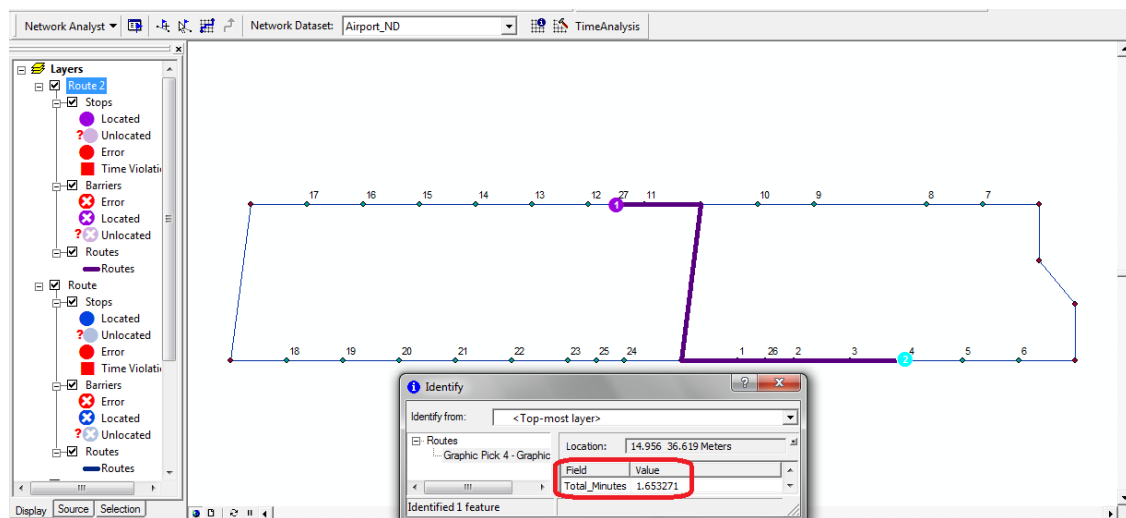 Network Analyst Network Dataset: Airport_ND TimeAnalysis
Layers
Route 2
Stops
Located
? Unlocated
Error
Time Violati
Barriers
Error
Located
? Unlocated
Routes
Routes
Route
Stops
Located
? Unlocated
Error
Time Violati
Barriers
Error
Located
? Unlocated
Routes
Routes
Display Source Selection
17 16 15 14 13 12 27 11 10 9 8 7
1
18 19 20 21 22 23 25 24 1 26 2 3 4 5 6
2
Identify
Identify from: <Top-most layer>
Routes
Graphic Pick 4 - Graphic
Location: 14.956 36.619 Meters
Field Value
Total_Minutes 1.653271
Identified 1 feature